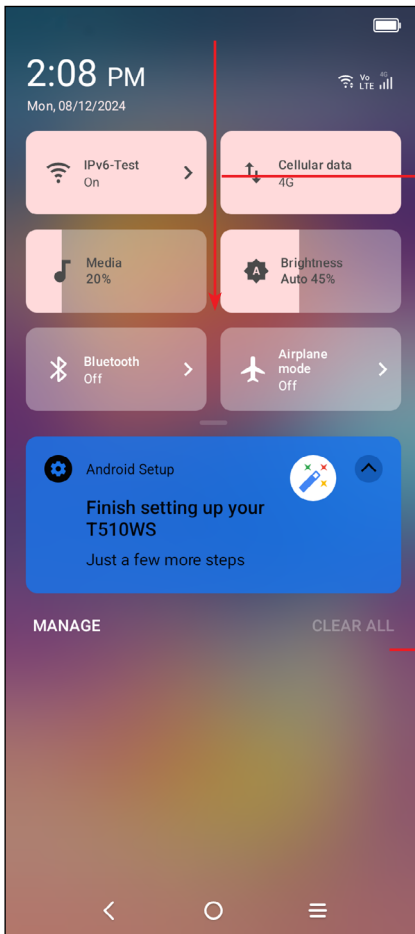 2:08 PM
Mon, 08/12/2024
Vo
LTE
4G
IPv6-Test
On
Cellular data
4G
Media
20%
A
Brightness
Auto 45%
Bluetooth
Off
Airplane
mode
Off
Android Setup
Finish setting up your
T510WS
Just a few more steps
MANAGE
CLEAR ALL